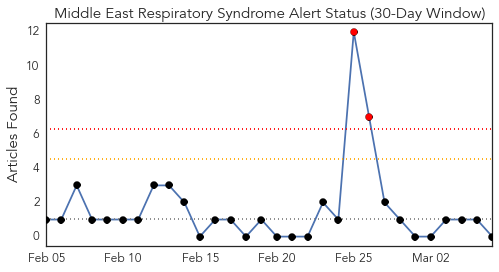 Middle East Respiratory Syndrome Alert Status (30-Day Window)
Articles Found
12
10
8
6
4
2
0
Feb 05
Feb 10
Feb 15
Feb 20
Feb 25
Mar 02